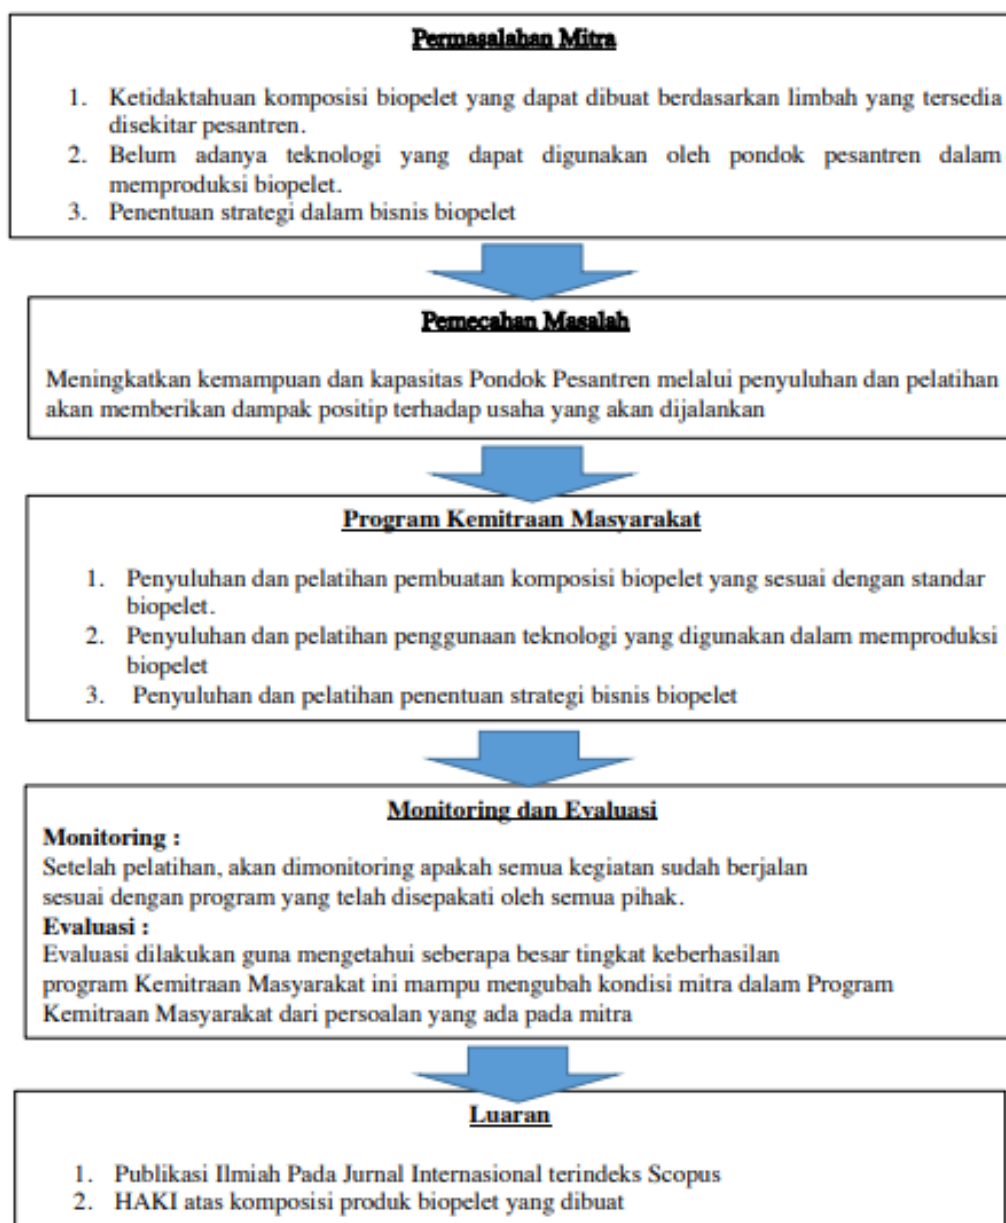 Permasalahan Mitra
1. Ketidaktahuan komposisi biopelet yang dapat dibuat berdasarkan limbah yang tersedia
disekitar pesantren.
2. Belum adanya teknologi yang dapat digunakan oleh pondok pesantren dalam
memproduksi biopelet.
3. Penentuan strategi dalam bisnis biopelet
Pemecahan Masalah
Meningkatkan kemampuan dan kapasitas Pondok Pesantren melalui penyuluhan dan pelatihan
akan memberikan dampak positip terhadap usaha yang akan dijalankan
Program Kemitraan Masyarakat
1. Penyuluhan dan pelatihan pembuatan komposisi biopelet yang sesuai dengan standar
biopelet.
2. Penyuluhan dan pelatihan penggunaan teknologi yang digunakan dalam memproduksi
biopelet
3. Penyuluhan dan pelatihan penentuan strategi bisnis biopelet
Monitoring dan Evaluasi
Monitoring :
Setelah pelatihan, akan dimonitoring apakah semua kegiatan sudah berjalan
sesuai dengan program yang telah disepakati oleh semua pihak.
Evaluasi :
Evaluasi dilakukan guna mengetahui seberapa besar tingkat keberhasilan
program Kemitraan Masyarakat ini mampu mengubah kondisi mitra dalam Program
Kemitraan Masyarakat dari persoalan yang ada pada mitra
Luaran
1. Publikasi Ilmiah Pada Jurnal Internasional terindeks Scopus
2. HAKI atas komposisi produk biopelet yang dibuat